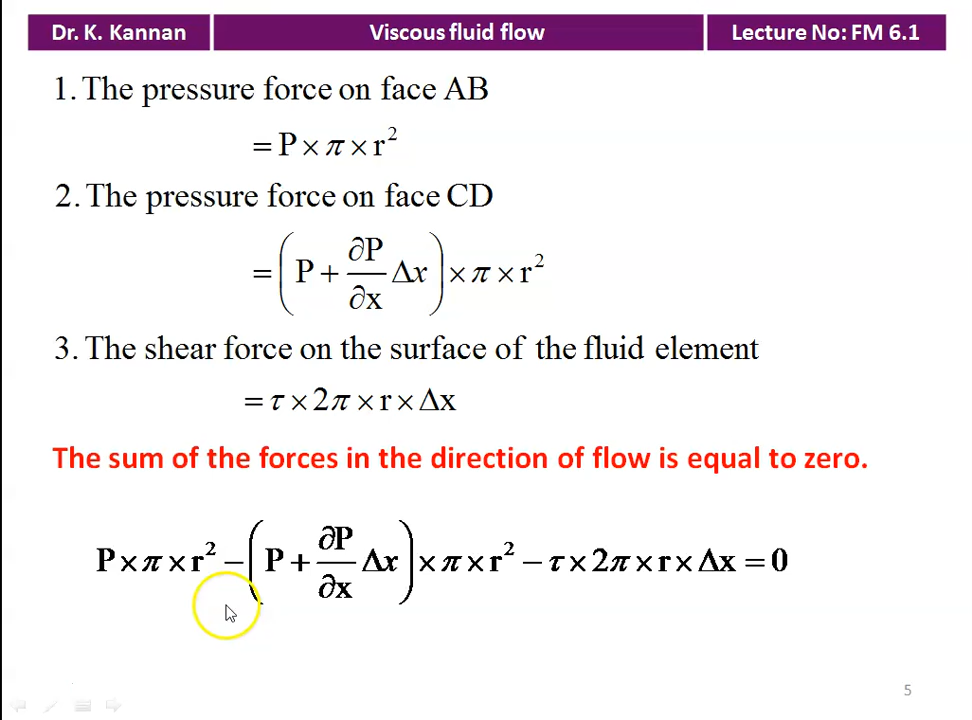 Dr. K. Kannan Viscous fluid flow Lecture No: FM 6.1
1. The pressure force on face AB
= P × π × r²
2. The pressure force on face CD
= (P + ∂P/∂x Δx) × π × r²
3. The shear force on the surface of the fluid element
= τ × 2π × r × Δx
The sum of the forces in the direction of flow is equal to zero.
P × π × r² − (P + ∂P/∂x Δx) × π × r² − τ × 2π × r × Δx = 0
5